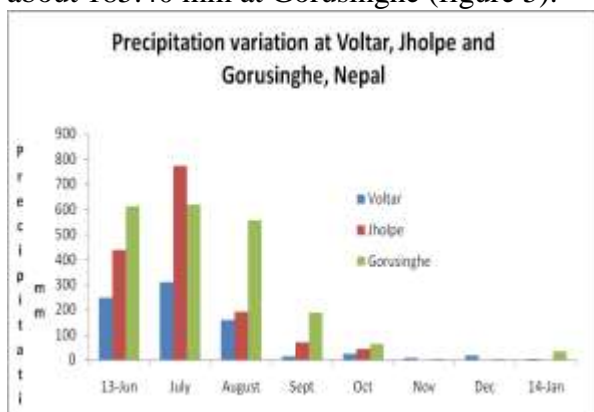 about 183.40 mm at Gorusinghe (figure 3).
Precipitation variation at Voltar, Jholpe and
Gorusinghe, Nepal
Precipitati
mm
900
800
700
600
500
400
300
200
100
0
Voltar
Jholpe
Gorusinghe
13-Jun July August Sept Oct Nov Dec 14-Jan